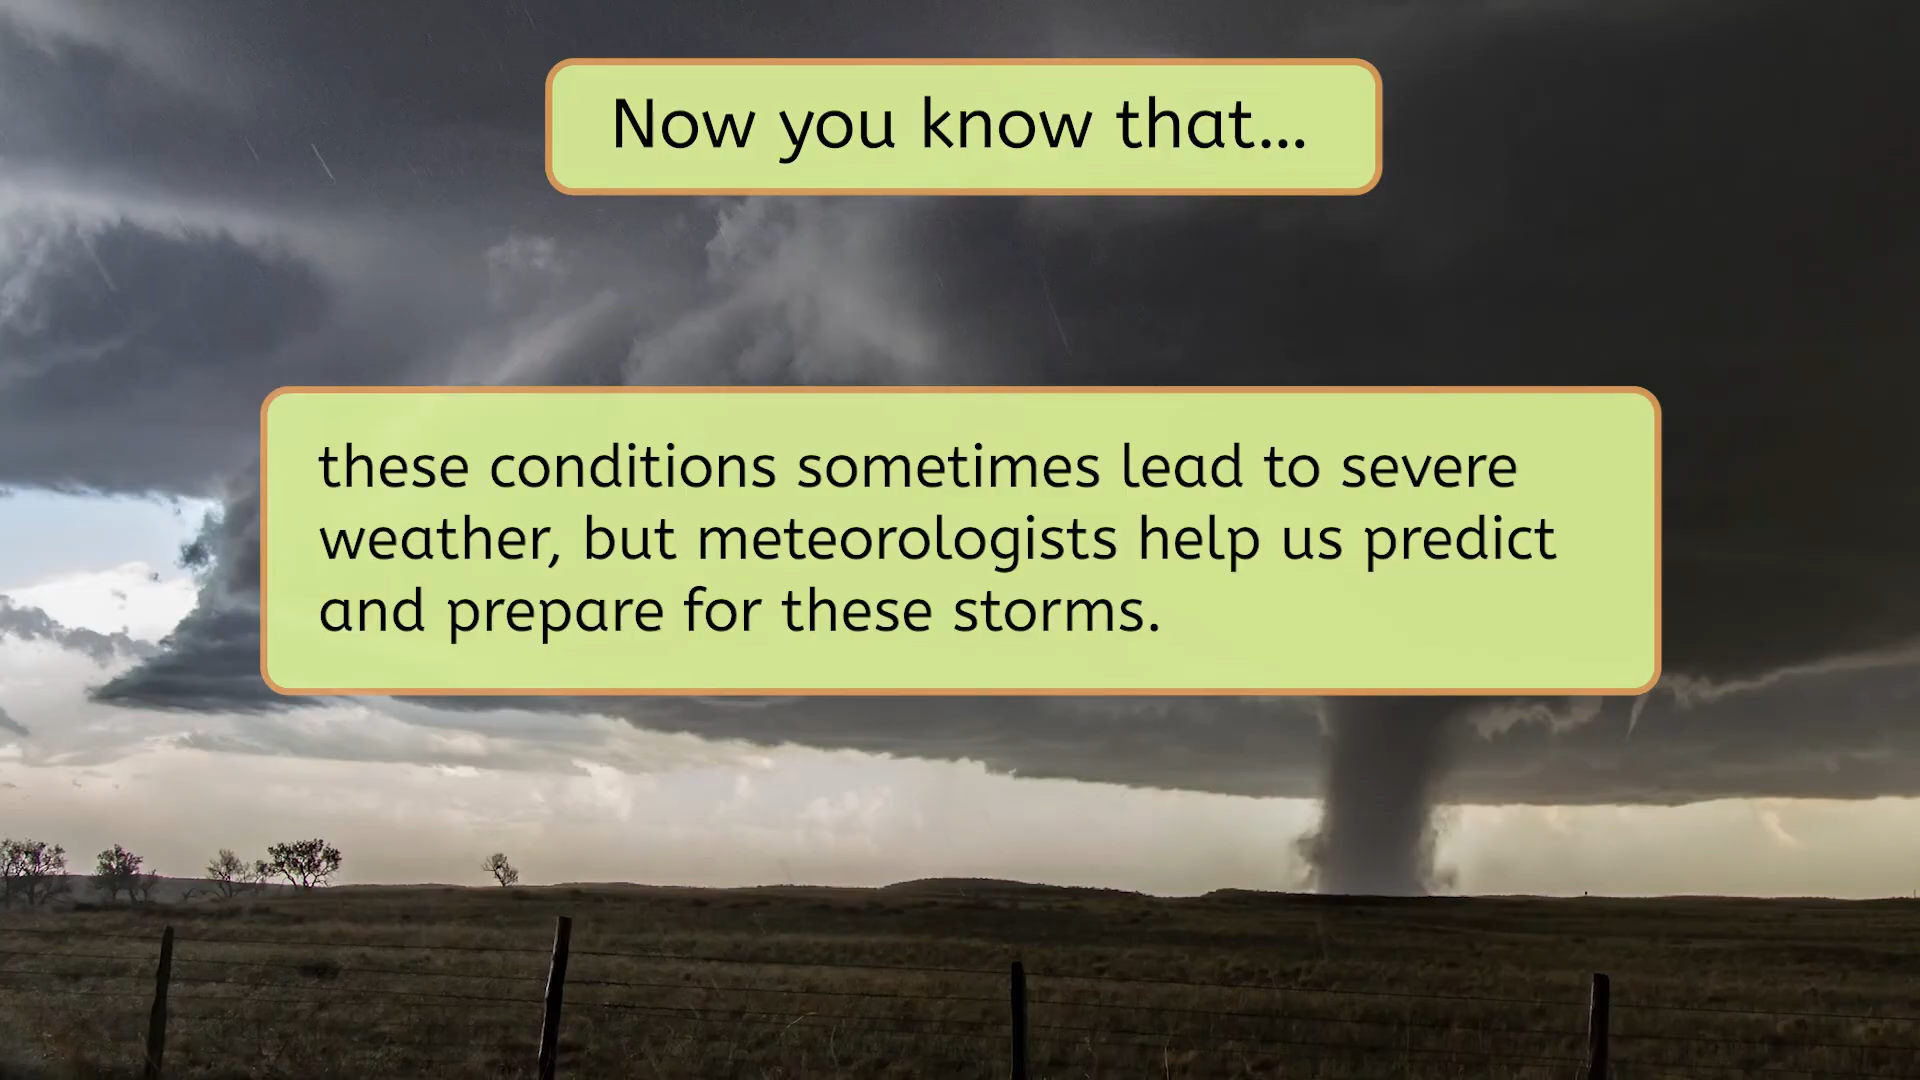 Now you know that...
these conditions sometimes lead to severe
weather, but meteorologists help us predict
and prepare for these storms.